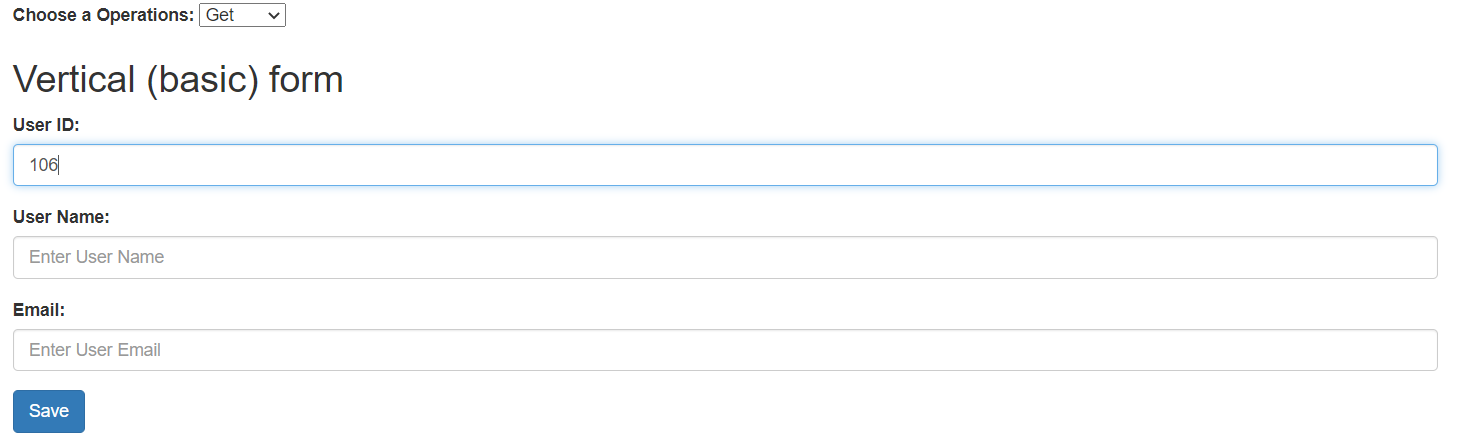 Choose a Operations: Get
Vertical (basic) form
User ID:
106
User Name:
Enter User Name
Email:
Enter User Email
Save